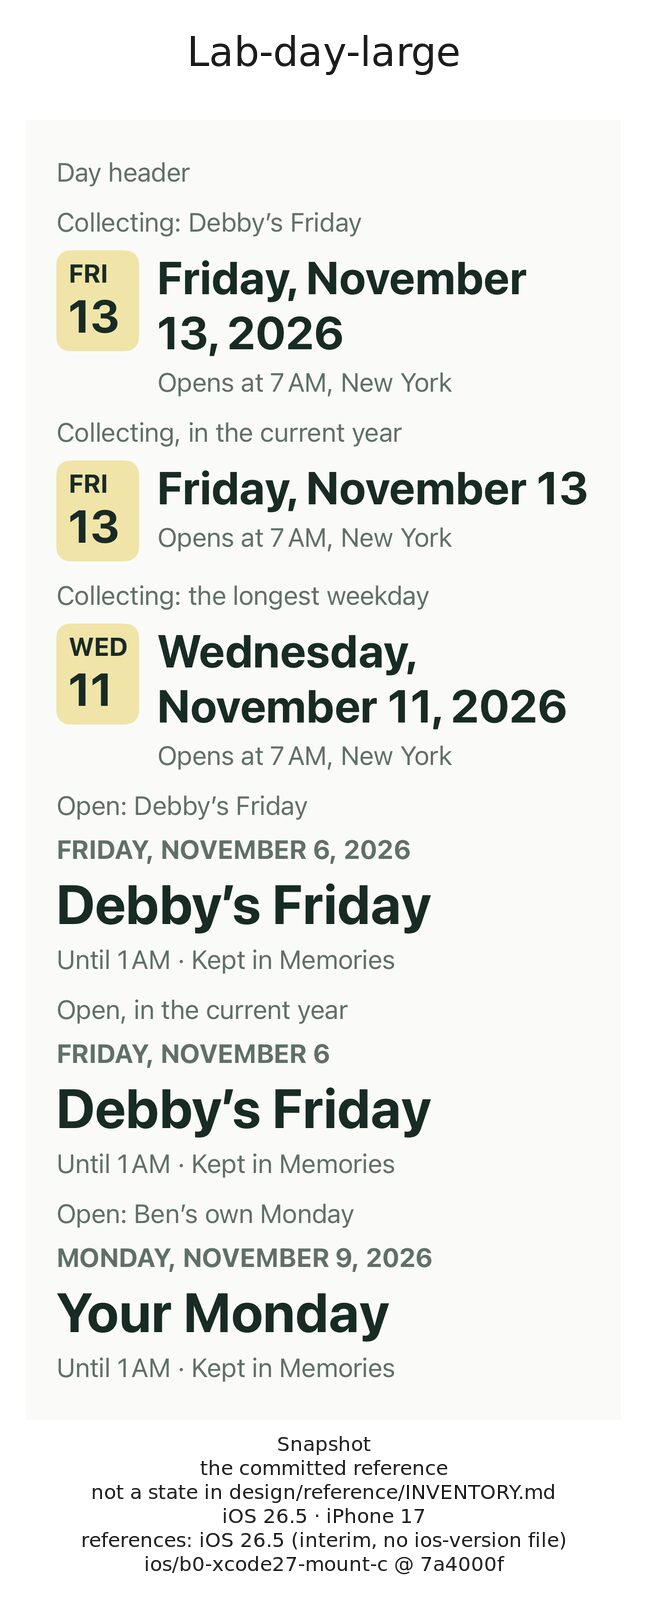 Lab-day-large
Day header
Collecting: Debby’s Friday
FRI
13
Friday, November
13, 2026
Opens at 7 AM, New York
Collecting, in the current year
FRI
13
Friday, November 13
Opens at 7 AM, New York
Collecting: the longest weekday
WED
11
Wednesday,
November 11, 2026
Opens at 7 AM, New York
Open: Debby’s Friday
FRIDAY, NOVEMBER 6, 2026
Debby’s Friday
Until 1 AM · Kept in Memories
Open, in the current year
FRIDAY, NOVEMBER 6
Debby’s Friday
Until 1 AM · Kept in Memories
Open: Ben’s own Monday
MONDAY, NOVEMBER 9, 2026
Your Monday
Until 1 AM · Kept in Memories
Snapshot
the committed reference
not a state in design/reference/INVENTORY.md
iOS 26.5 · iPhone 17
references: iOS 26.5 (interim, no ios-version file)
ios/b0-xcode27-mount-c @ 7a4000f